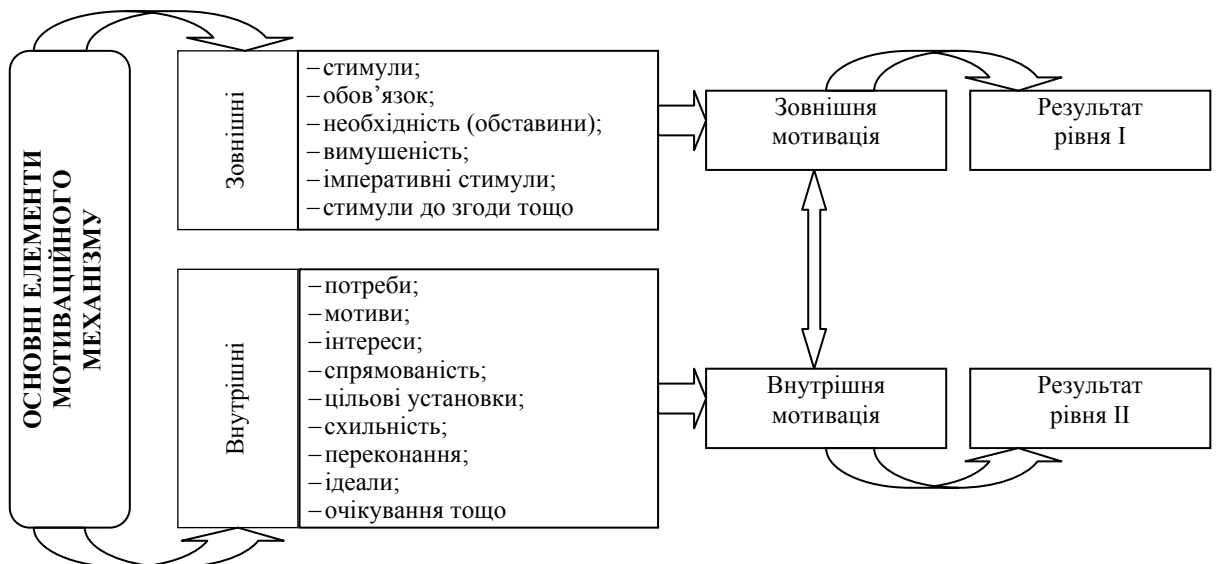 ОСНОВНІ ЕЛЕМЕНТИ
МОТИВАЦІЙНОГО
МЕХАНІЗМУ
Зовнішні
–стимули;
–обов’язок;
–необхідність (обставини);
–вимушеність;
–імперативні стимули;
–стимули до згоди тощо
Зовнішня
мотивація
Результат
рівня І
Внутрішні
–потреби;
–мотиви;
–інтереси;
–спрямованість;
–цільові установки;
–схильність;
–переконання;
–ідеали;
–очікування тощо
Внутрішня
мотивація
Результат
рівня ІІ